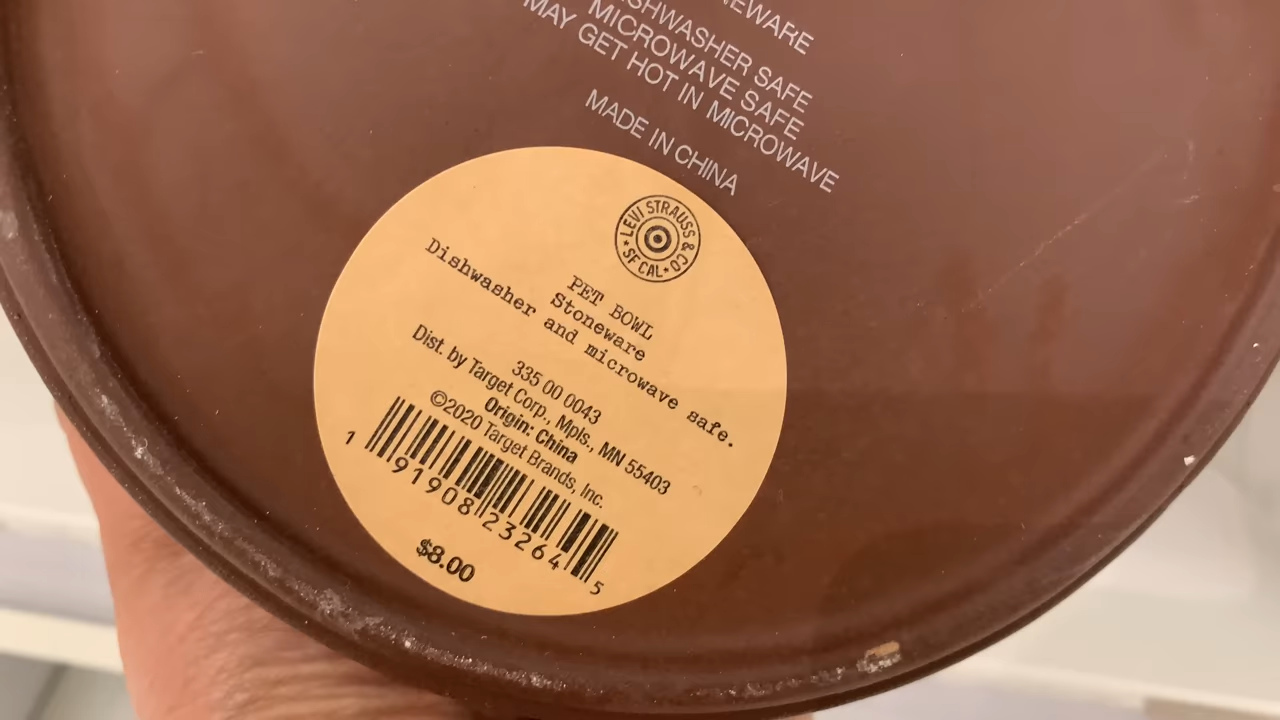 DISHWASHER SAFE
MICROWAVE SAFE
MAY GET HOT IN MICROWAVE
MADE IN CHINA
LEVI STRAUSS & CO
SF CAL
PET BOWL
Stoneware
Dishwasher and microwave safe.
335 00 0043
Dist. by Target Corp., Mpls., MN 55403
Origin: China
©2020 Target Brands, Inc.
1 91908 23264 5
$8.00